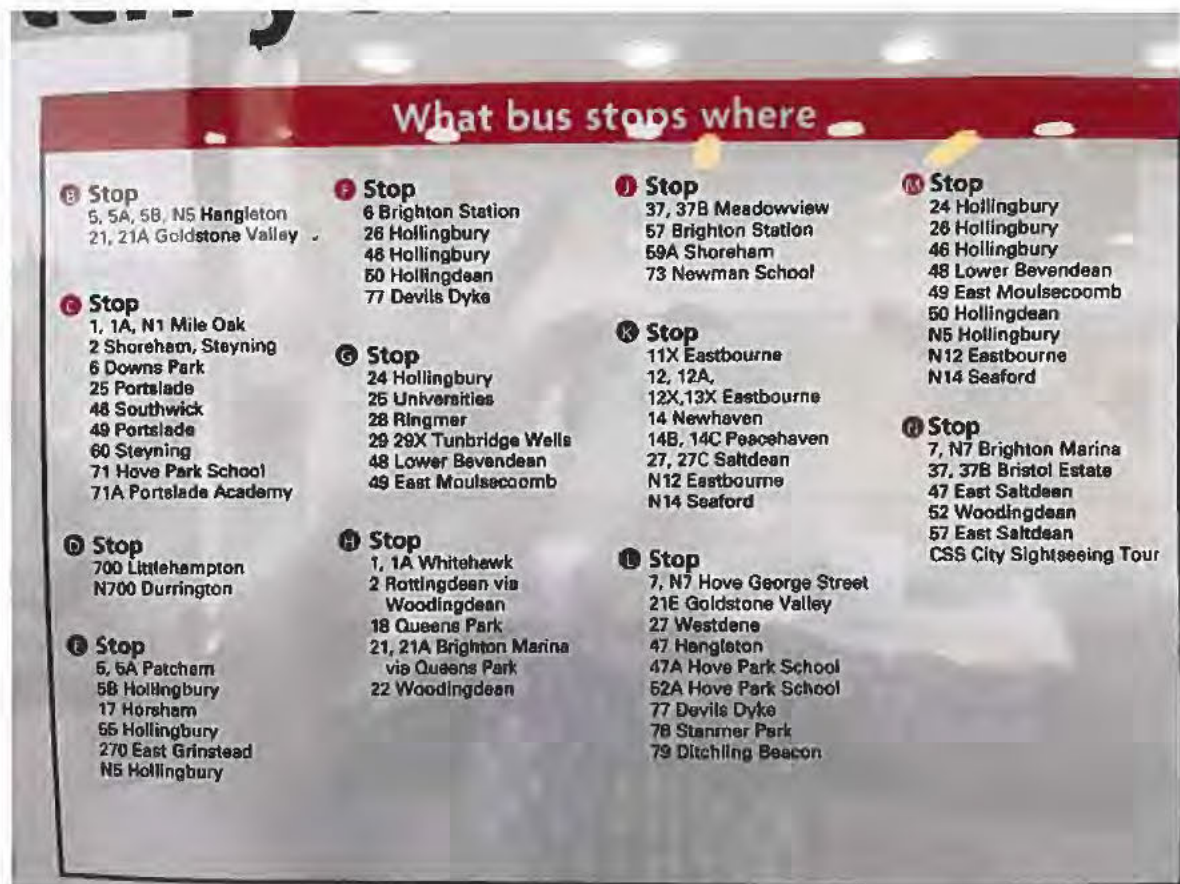 What bus stops where
B Stop
5, 5A, 5B, N5 Hangleton
21, 21A Goldstone Valley
C Stop
1, 1A, N1 Mile Oak
2 Shoreham, Steyning
6 Downs Park
25 Portslade
46 Southwick
49 Portslade
60 Steyning
71 Hove Park School
71A Portslade Academy
D Stop
700 Littlehampton
N700 Durrington
E Stop
5, 5A Patcham
5B Hollingbury
17 Horsham
55 Hollingbury
270 East Grinstead
N5 Hollingbury
F Stop
6 Brighton Station
26 Hollingbury
46 Hollingbury
50 Hollingdean
77 Devils Dyke
G Stop
24 Hollingbury
25 Universities
28 Ringmer
29 29X Tunbridge Wells
48 Lower Bevendean
49 East Moulsecoomb
H Stop
1, 1A Whitehawk
2 Rottingdean via
Woodingdean
18 Queens Park
21, 21A Brighton Marina
via Queens Park
22 Woodingdean
J Stop
37, 37B Meadowview
57 Brighton Station
59A Shoreham
73 Newman School
K Stop
11X Eastbourne
12, 12A,
12X,13X Eastbourne
14 Newhaven
14B, 14C Peacehaven
27, 27C Saltdean
N12 Eastbourne
N14 Seaford
L Stop
7, N7 Hove George Street
21E Goldstone Valley
27 Westdene
47 Hangleton
47A Hove Park School
52A Hove Park School
77 Devils Dyke
78 Stanmer Park
79 Ditchling Beacon
M Stop
24 Hollingbury
26 Hollingbury
46 Hollingbury
48 Lower Bevendean
49 East Moulsecoomb
50 Hollingdean
N5 Hollingbury
N12 Eastbourne
N14 Seaford
N Stop
7, N7 Brighton Marina
37, 37B Bristol Estate
47 East Saltdean
52 Woodingdean
57 East Saltdean
CSS City Sightseeing Tour